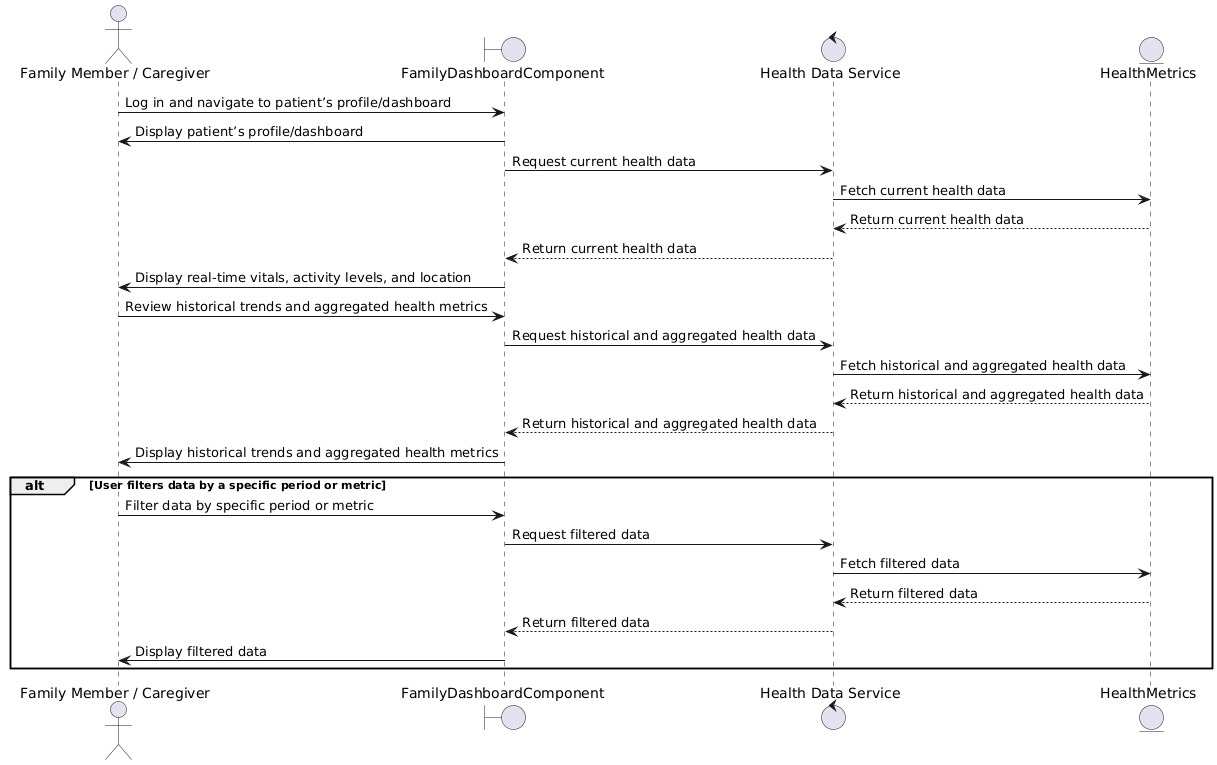 Family Member / Caregiver
FamilyDashboardComponent
Health Data Service
HealthMetrics
Log in and navigate to patient’s profile/dashboard
Display patient’s profile/dashboard
Request current health data
Fetch current health data
Return current health data
Return current health data
Display real-time vitals, activity levels, and location
Review historical trends and aggregated health metrics
Request historical and aggregated health data
Fetch historical and aggregated health data
Return historical and aggregated health data
Return historical and aggregated health data
Display historical trends and aggregated health metrics
alt [User filters data by a specific period or metric]
Filter data by specific period or metric
Request filtered data
Fetch filtered data
Return filtered data
Return filtered data
Display filtered data
Family Member / Caregiver
FamilyDashboardComponent
Health Data Service
HealthMetrics